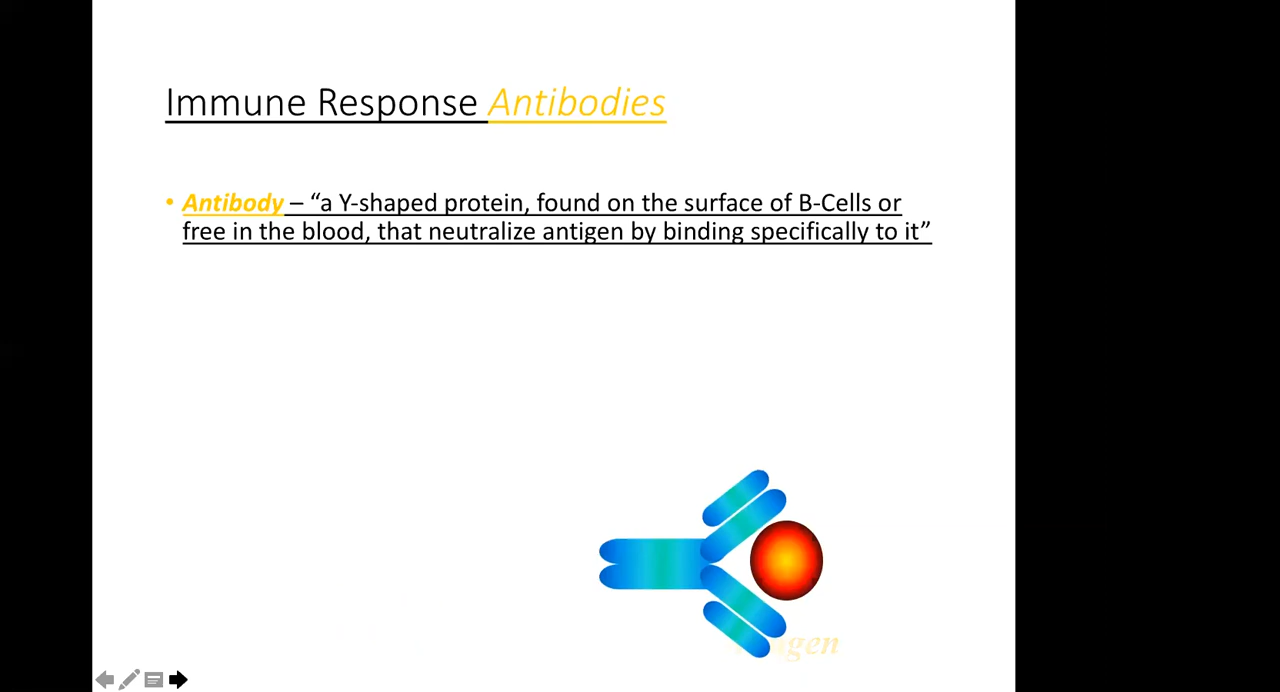 Immune Response Antibodies
• Antibody – “a Y-shaped protein, found on the surface of B-Cells or
free in the blood, that neutralize antigen by binding specifically to it”